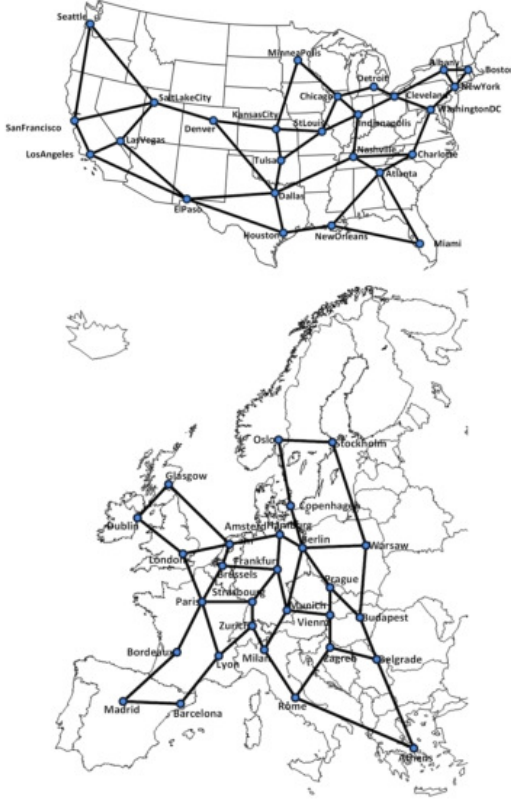 Seattle
MinneaPolis
Albany
Boston
Detroit
NewYork
SaltLakeCity
Chicago
Cleveland
WashingtonDC
KansasCity
SanFrancisco
Denver
StLouis
Indianapolis
LasVegas
LosAngeles
Nashville
Charlotte
Tulsa
Atlanta
Dallas
ElPaso
Houston
NewOrleans
Miami
Oslo
Stockholm
Glasgow
Copenhagen
Dublin
Hamburg
Berlin
Warsaw
London
Frankfurt
Brussels
Prague
Strasbourg
Paris
Munich
Vienna
Budapest
Zurich
Bordeaux
Lyon
Milan
Zagreb
Belgrade
Madrid
Barcelona
Rome
Athens